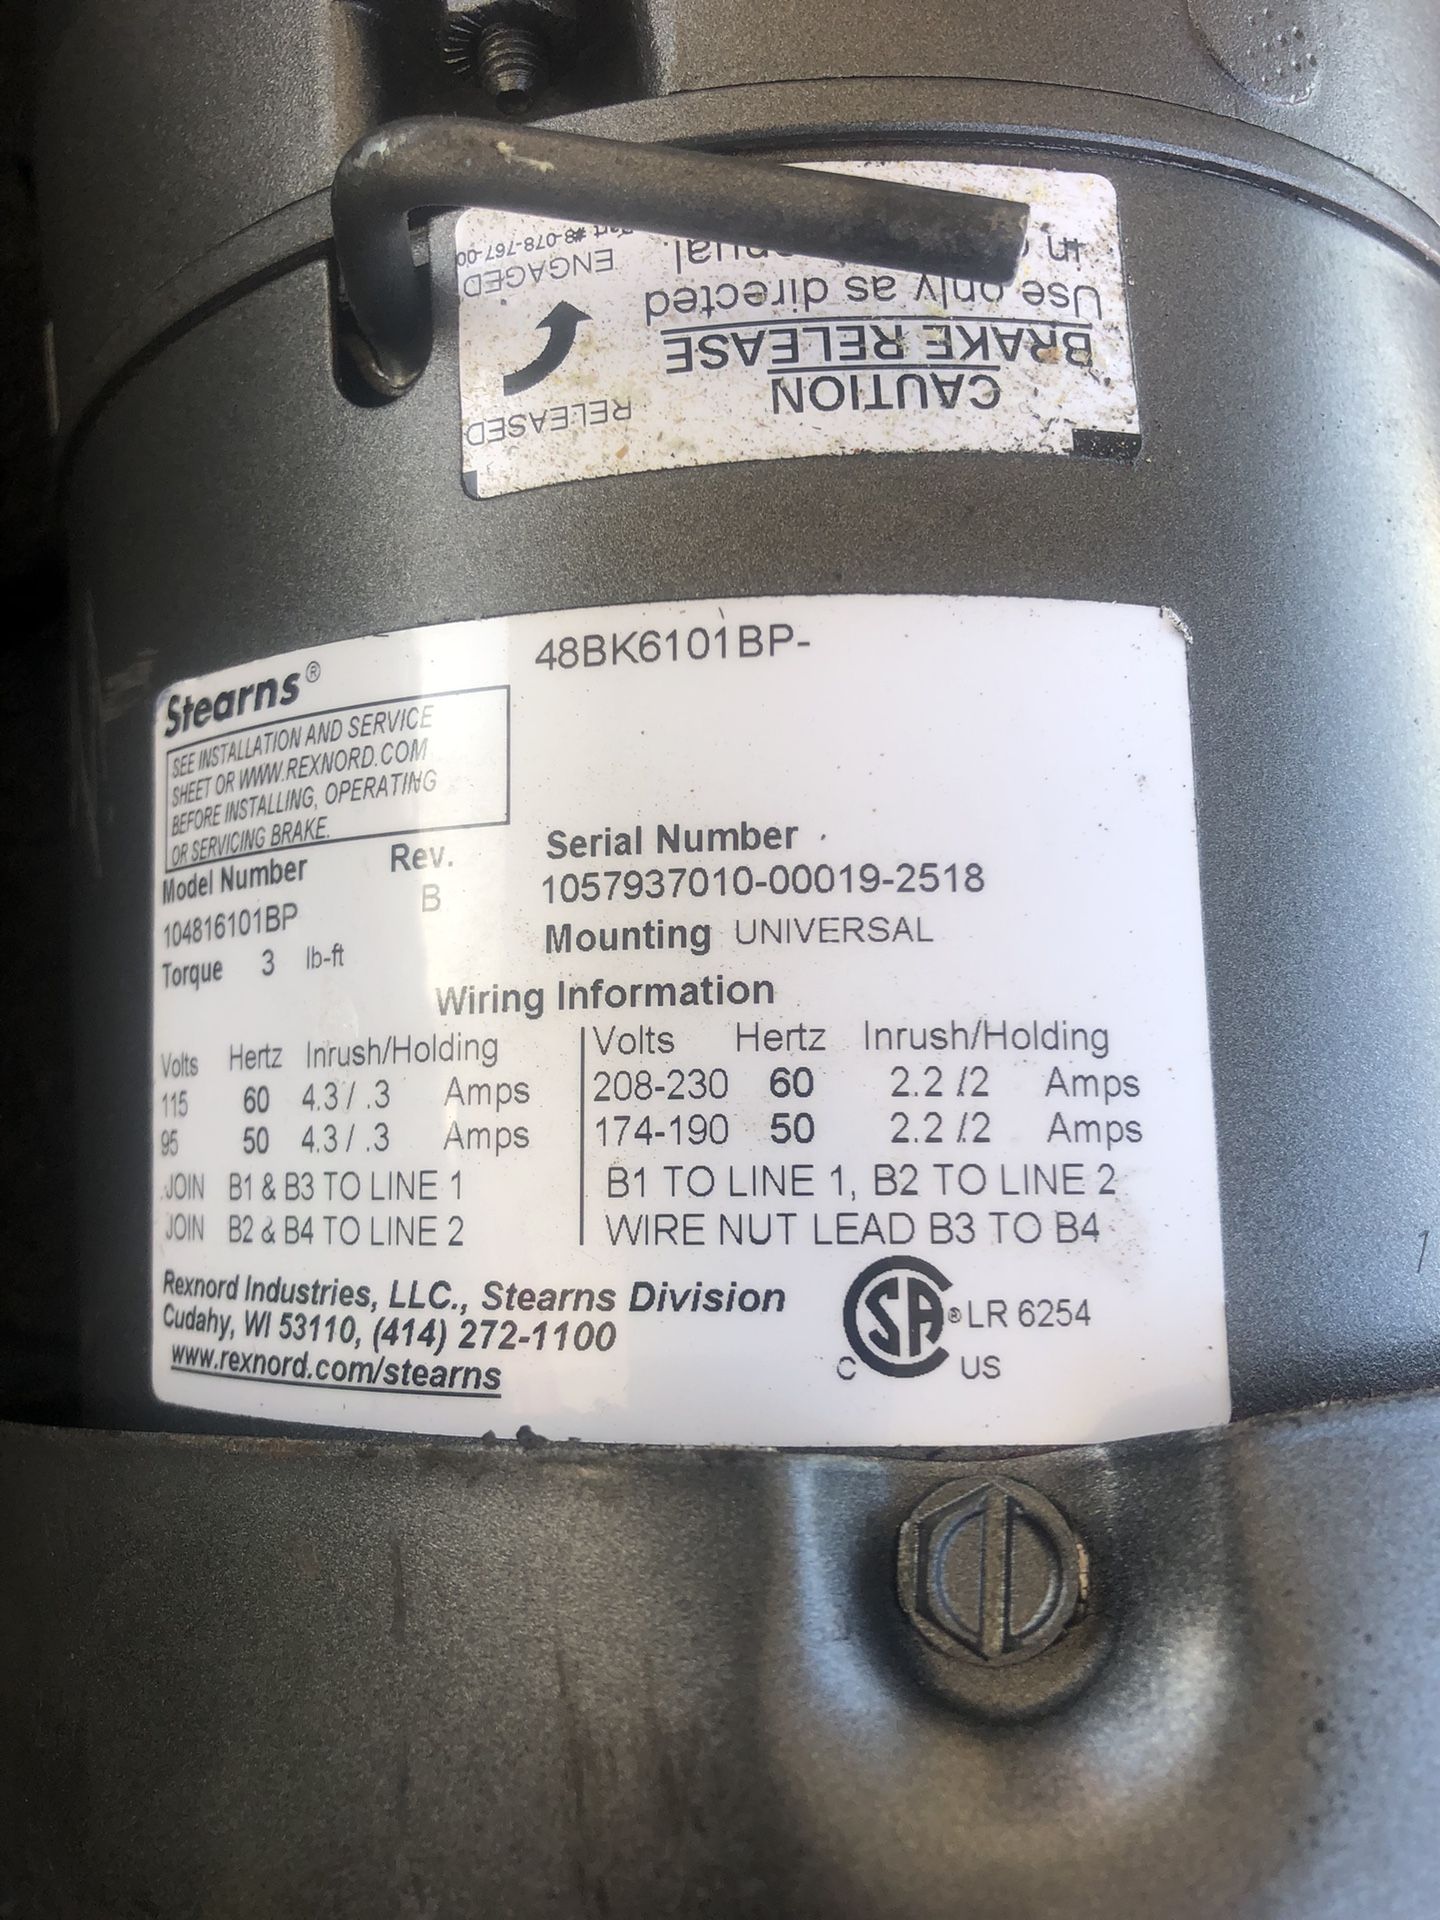 CAUTION
BRAKE RELEASE
Use only as directed
in
RELEASED
ENGAGED
#8-078-767-00
48BK6101BP-
Stearns®
SEE INSTALLATION AND SERVICE
SHEET OR WWW.REXNORD.COM
BEFORE INSTALLING, OPERATING
OR SERVICING BRAKE.
Model Number Rev.
104816101BP B
Torque 3 lb-ft
Serial Number
1057937010-00019-2518
Mounting UNIVERSAL
Wiring Information
Volts Hertz Inrush/Holding
115 60 4.3 / .3 Amps
95 50 4.3 / .3 Amps
JOIN B1 & B3 TO LINE 1
JOIN B2 & B4 TO LINE 2
Volts Hertz Inrush/Holding
208-230 60 2.2 /.2 Amps
174-190 50 2.2 /.2 Amps
B1 TO LINE 1, B2 TO LINE 2
WIRE NUT LEAD B3 TO B4
Rexnord Industries, LLC., Stearns Division
Cudahy, WI 53110, (414) 272-1100
www.rexnord.com/stearns
CSA® LR 6254
C US